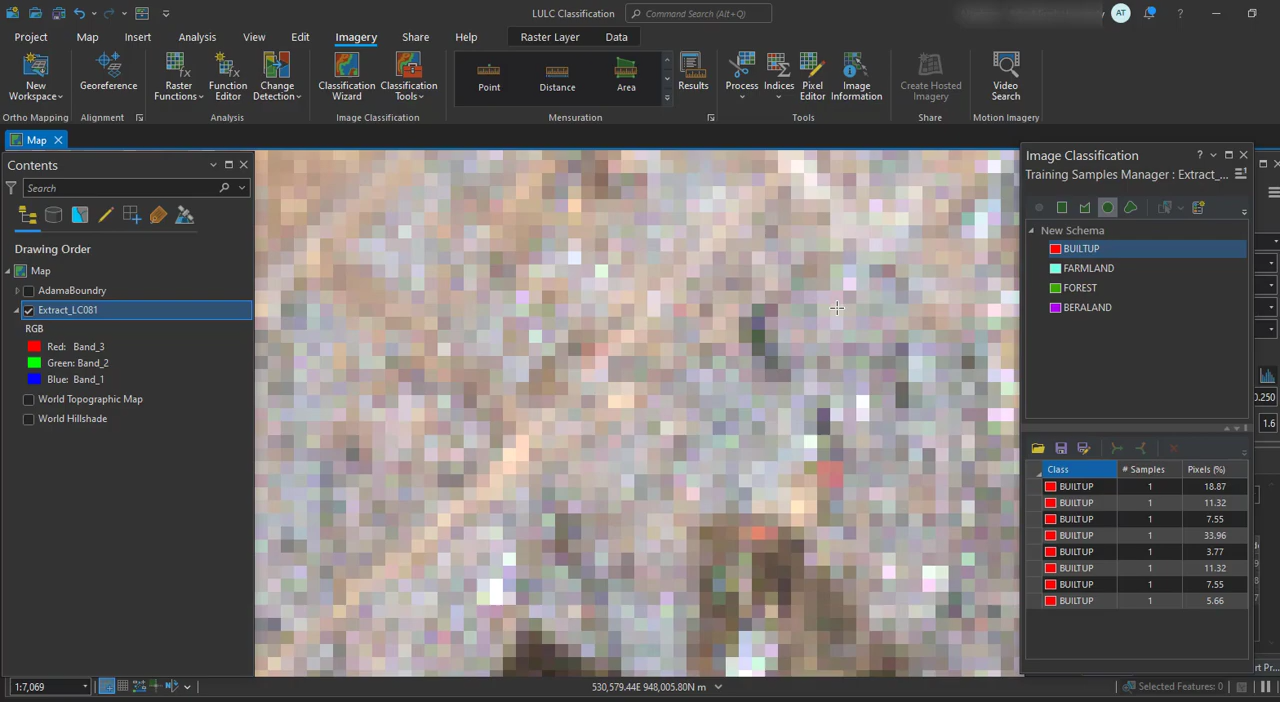 LULC Classification
Command Search (Alt+Q)
AT
Project Map Insert Analysis View Edit Imagery Share Help Raster Layer Data
New Workspace
Georeference
Raster Functions
Function Editor
Change Detection
Classification Wizard
Classification Tools
Point
Distance
Area
Results
Process
Indices
Pixel Editor
Image Information
Create Hosted Imagery
Video Search
Ortho Mapping
Alignment
Analysis
Image Classification
Mensuration
Tools
Share
Motion Imagery
Map
Contents
Search
Drawing Order
Map
AdamaBoundry
Extract_LC081
RGB
Red: Band_3
Green: Band_2
Blue: Band_1
World Topographic Map
World Hillshade
Image Classification
Training Samples Manager : Extract_...
New Schema
BUILTUP
FARMLAND
FOREST
BERALAND
Class # Samples Pixels (%)
BUILTUP 1 18.87
BUILTUP 1 11.32
BUILTUP 1 7.55
BUILTUP 1 33.96
BUILTUP 1 3.77
BUILTUP 1 11.32
BUILTUP 1 7.55
BUILTUP 1 5.66
0.250
1.6
1:7,069
530,579.44E 948,005.80N m
Selected Features: 0